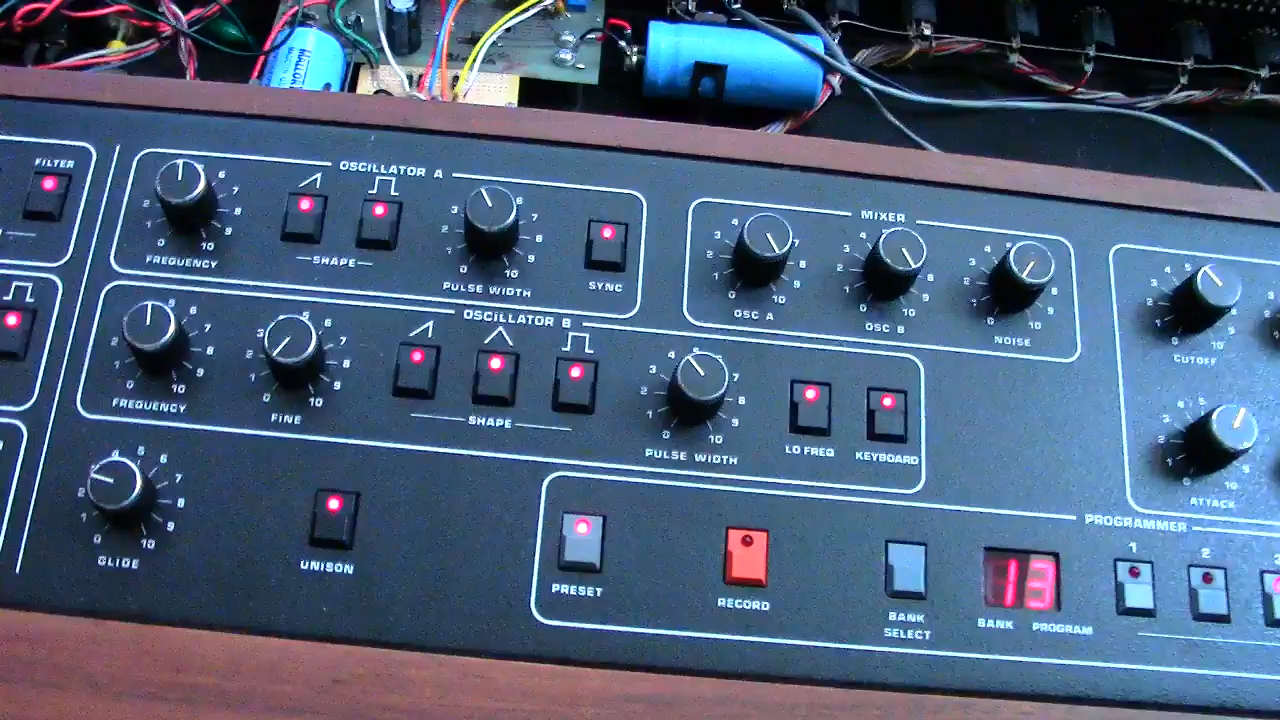 MALLORY
FILTER
OSCILLATOR A
FREQUENCY
SHAPE
PULSE WIDTH
SYNC
MIXER
OSC A
OSC B
NOISE
CUTOFF
OSCILLATOR B
FREQUENCY
FINE
SHAPE
PULSE WIDTH
LO FREQ
KEYBOARD
ATTACK
GLIDE
UNISON
PROGRAMMER
PRESET
RECORD
BANK
SELECT
13
BANK PROGRAM
1
2